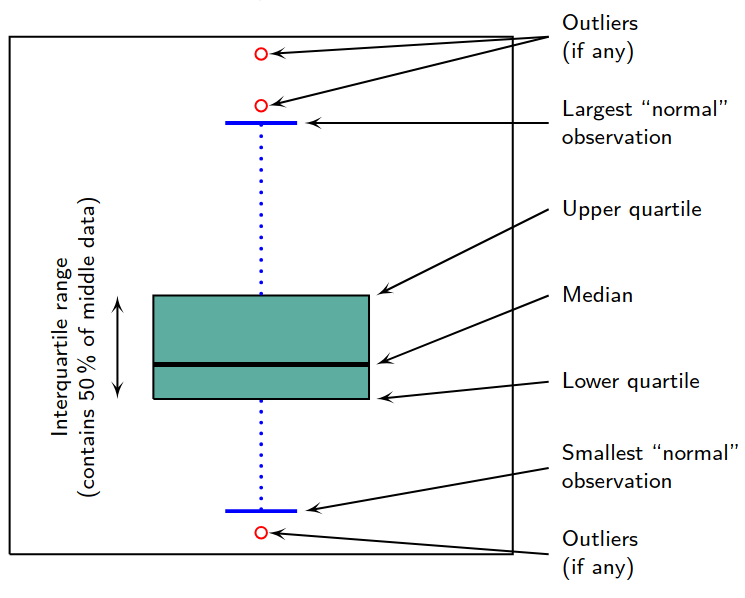 Outliers
(if any)
Largest “normal”
observation
Upper quartile
Median
Lower quartile
Smallest “normal”
observation
Outliers
(if any)
Interquartile range
(contains 50 % of middle data)